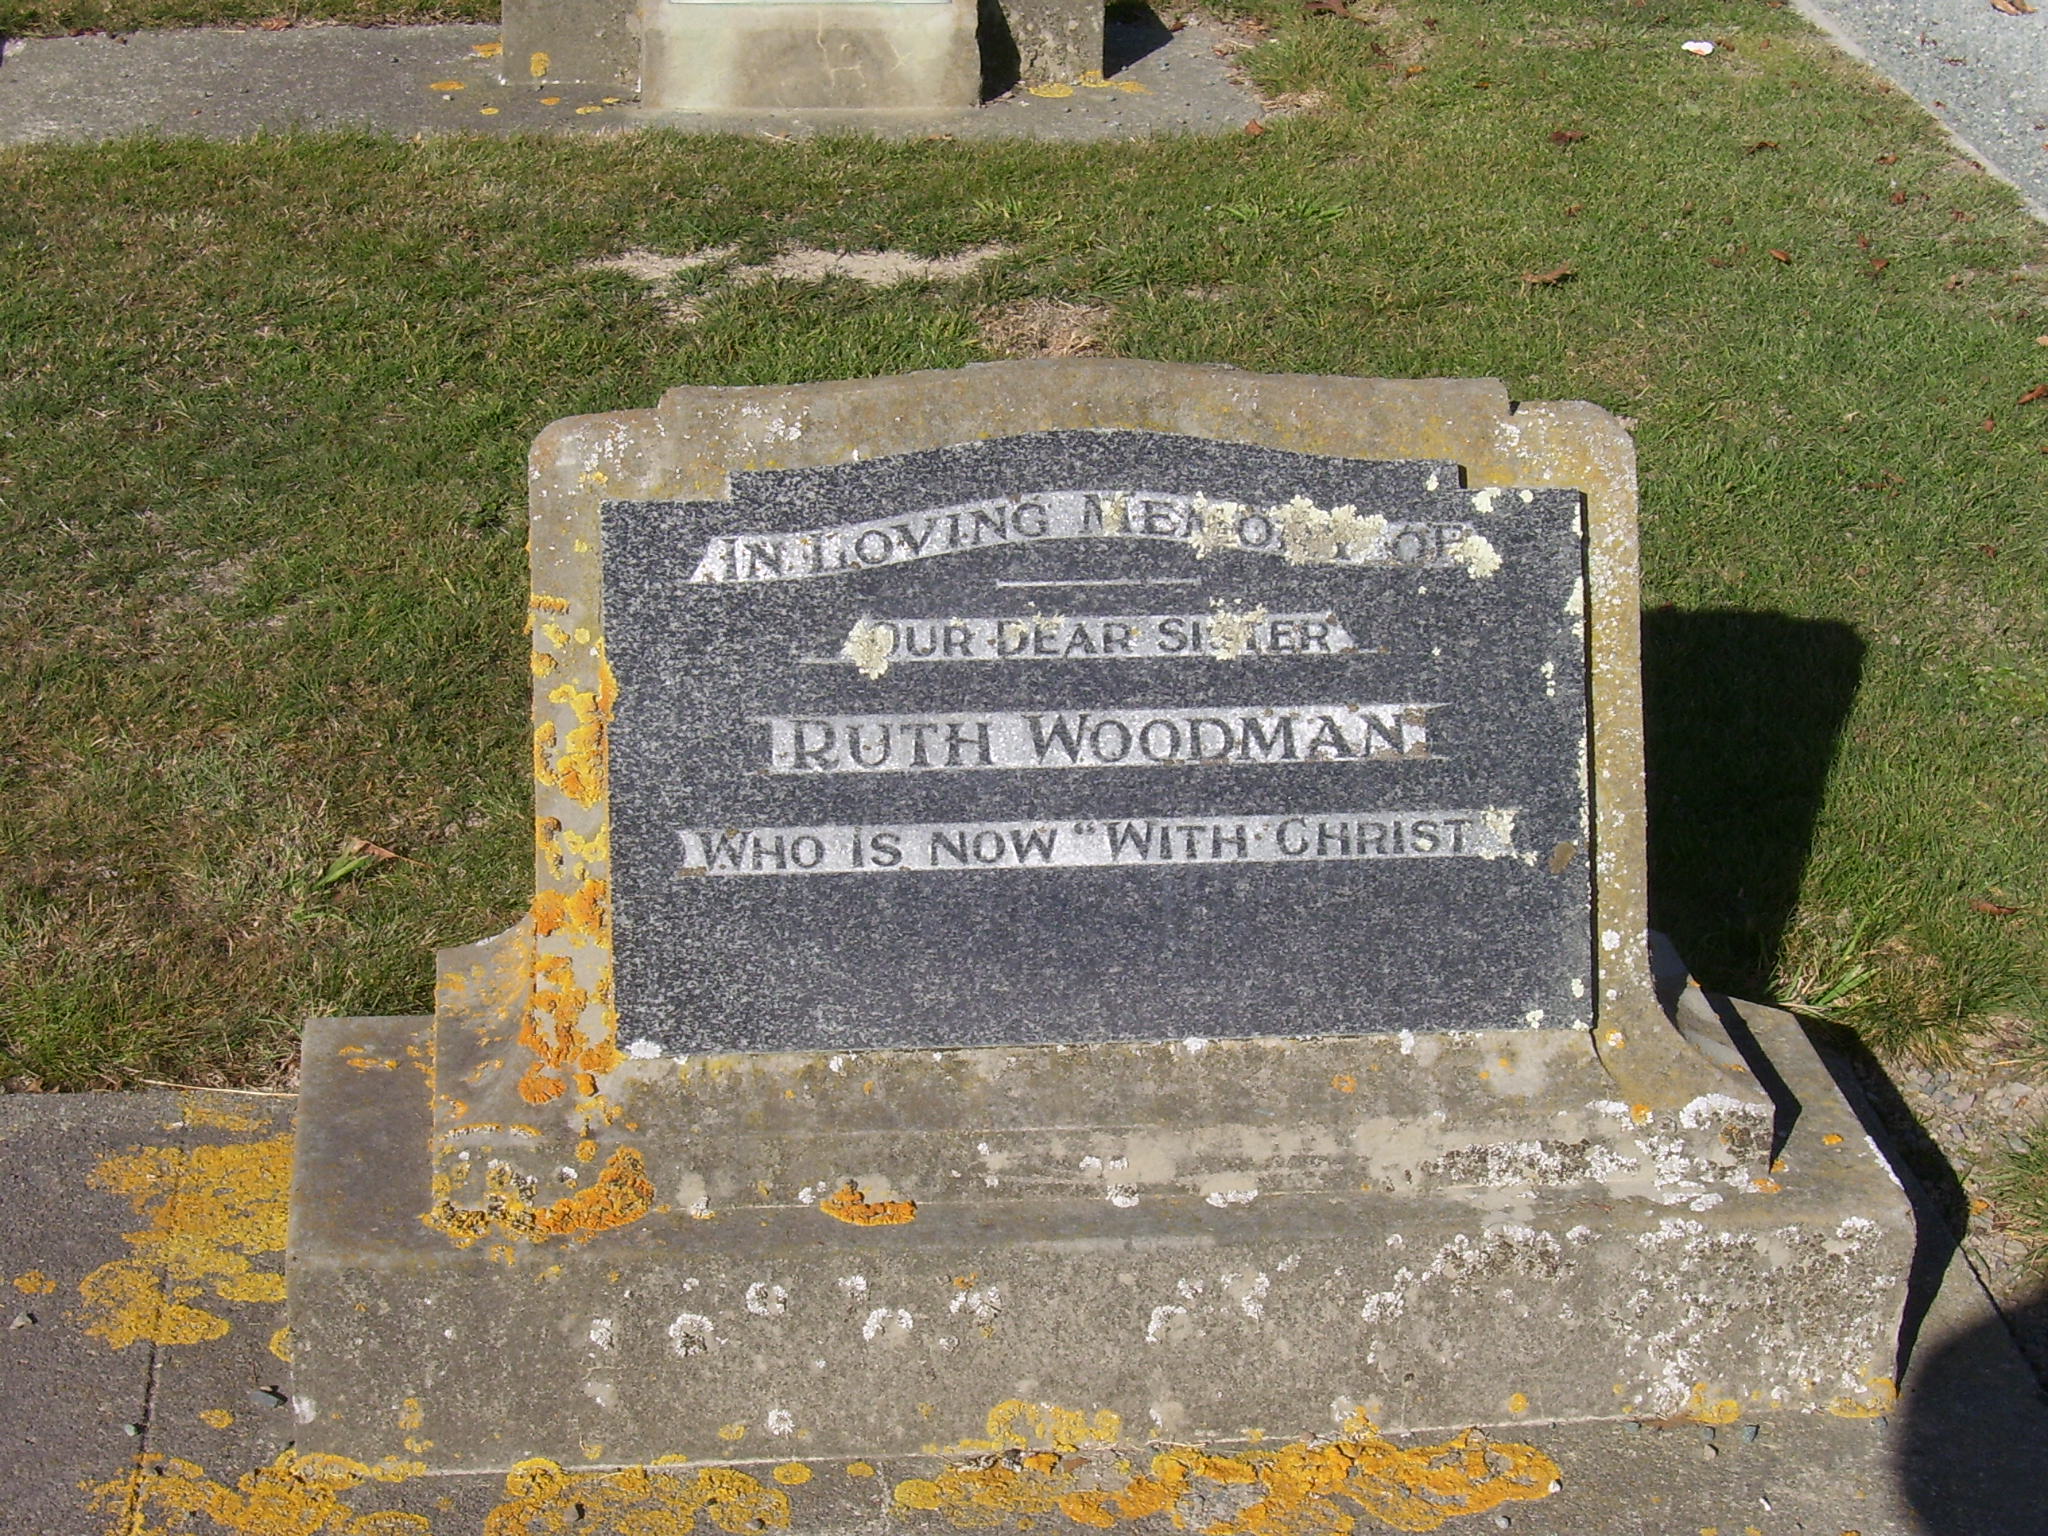 IN LOVING MEMORY OF
OUR DEAR SISTER
RUTH WOODMAN
WHO IS NOW "WITH CHRIST